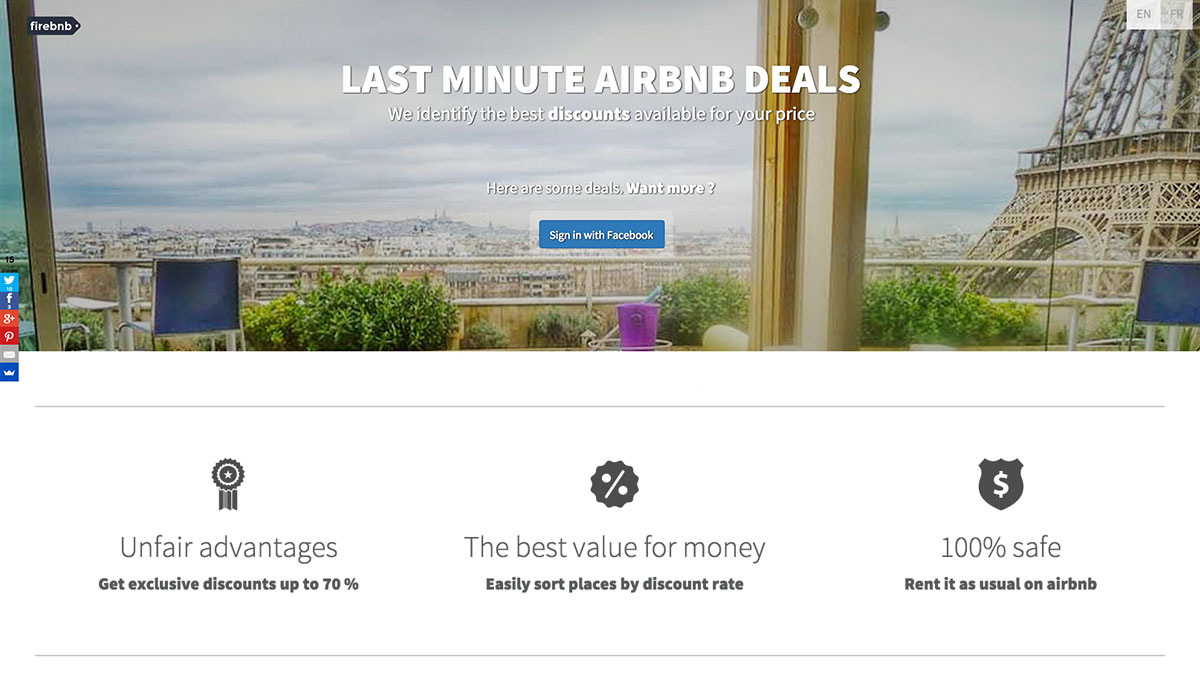 firebnb
EN FR
LAST MINUTE AIRBNB DEALS
We identify the best discounts available for your price
Here are some deals. Want more ?
Sign in with Facebook
15
10
3
Unfair advantages
Get exclusive discounts up to 70 %
The best value for money
Easily sort places by discount rate
100% safe
Rent it as usual on airbnb